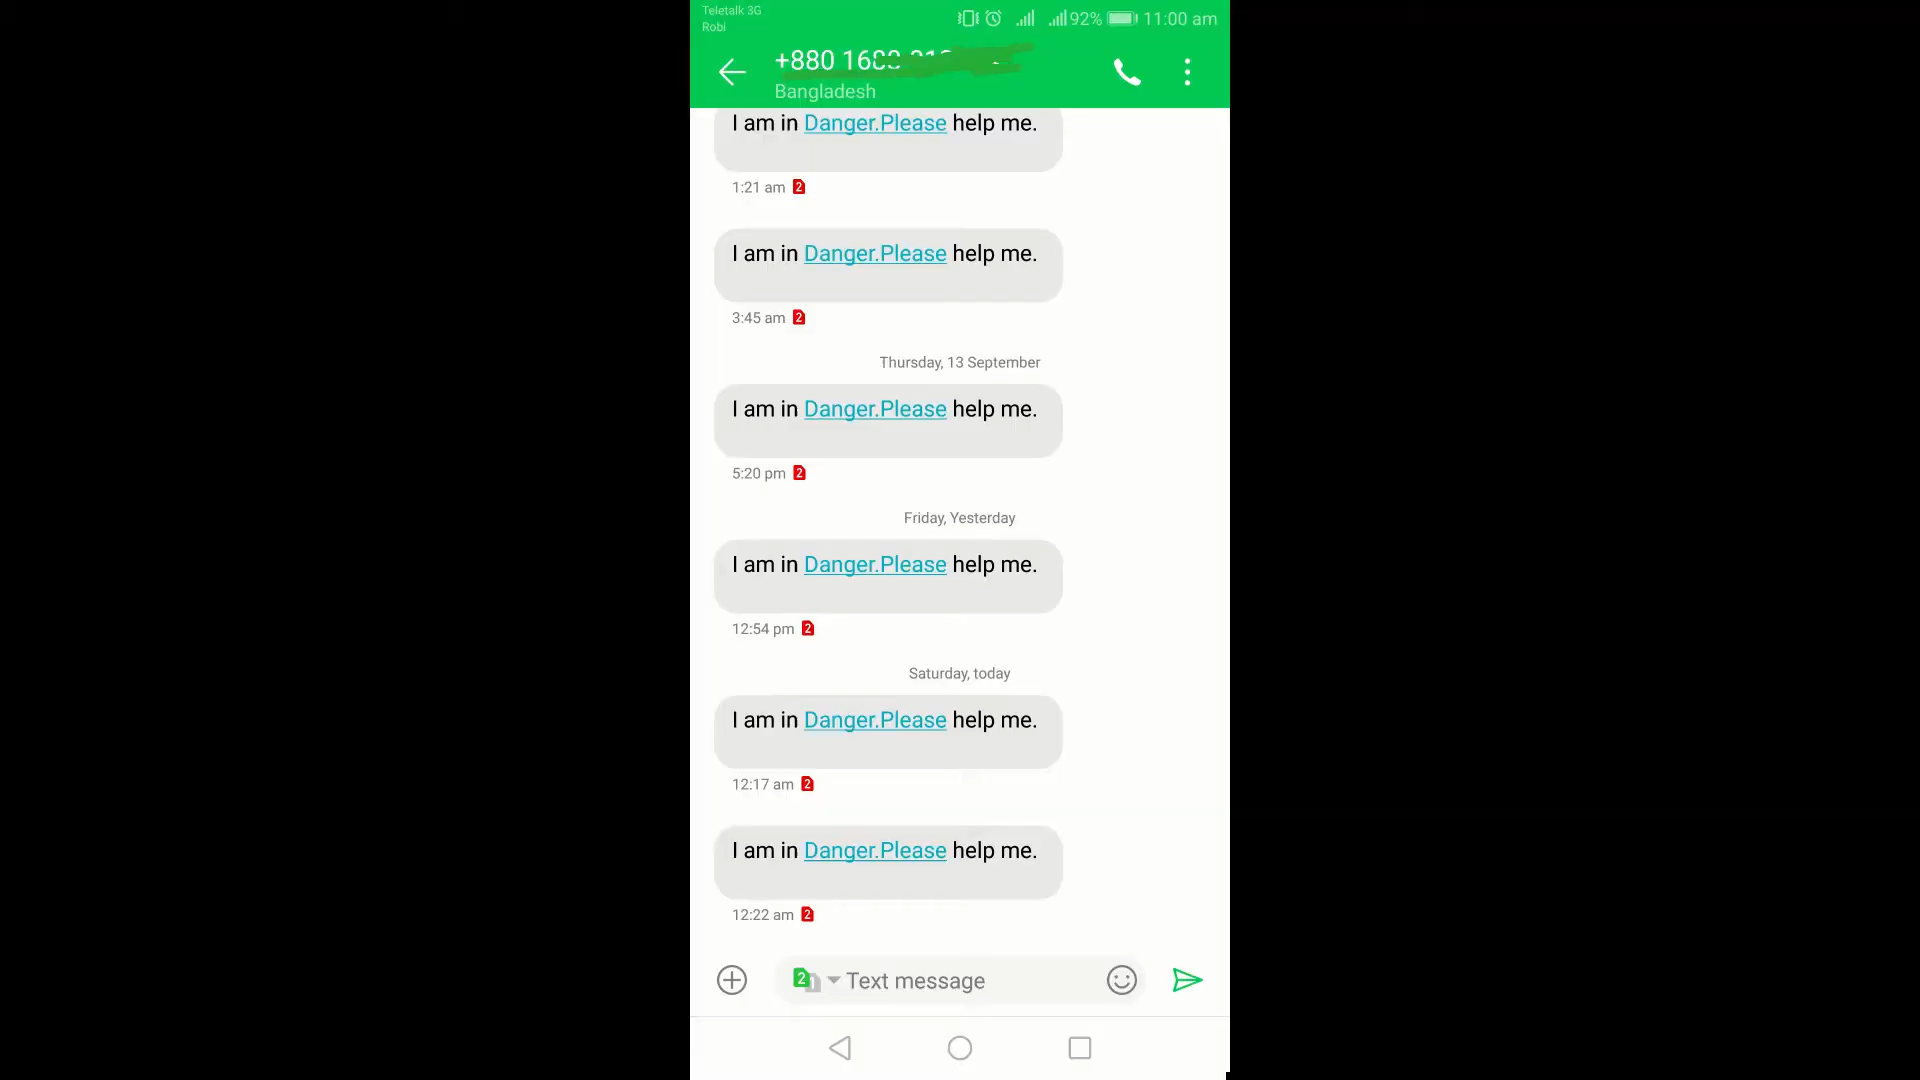 Teletalk 3G
Robi
92% 11:00 am
+880 16
Bangladesh
I am in Danger.Please help me.
1:21 am 2
I am in Danger.Please help me.
3:45 am 2
Thursday, 13 September
I am in Danger.Please help me.
5:20 pm 2
Friday, Yesterday
I am in Danger.Please help me.
12:54 pm 2
Saturday, today
I am in Danger.Please help me.
12:17 am 2
I am in Danger.Please help me.
12:22 am 2
2 1 Text message